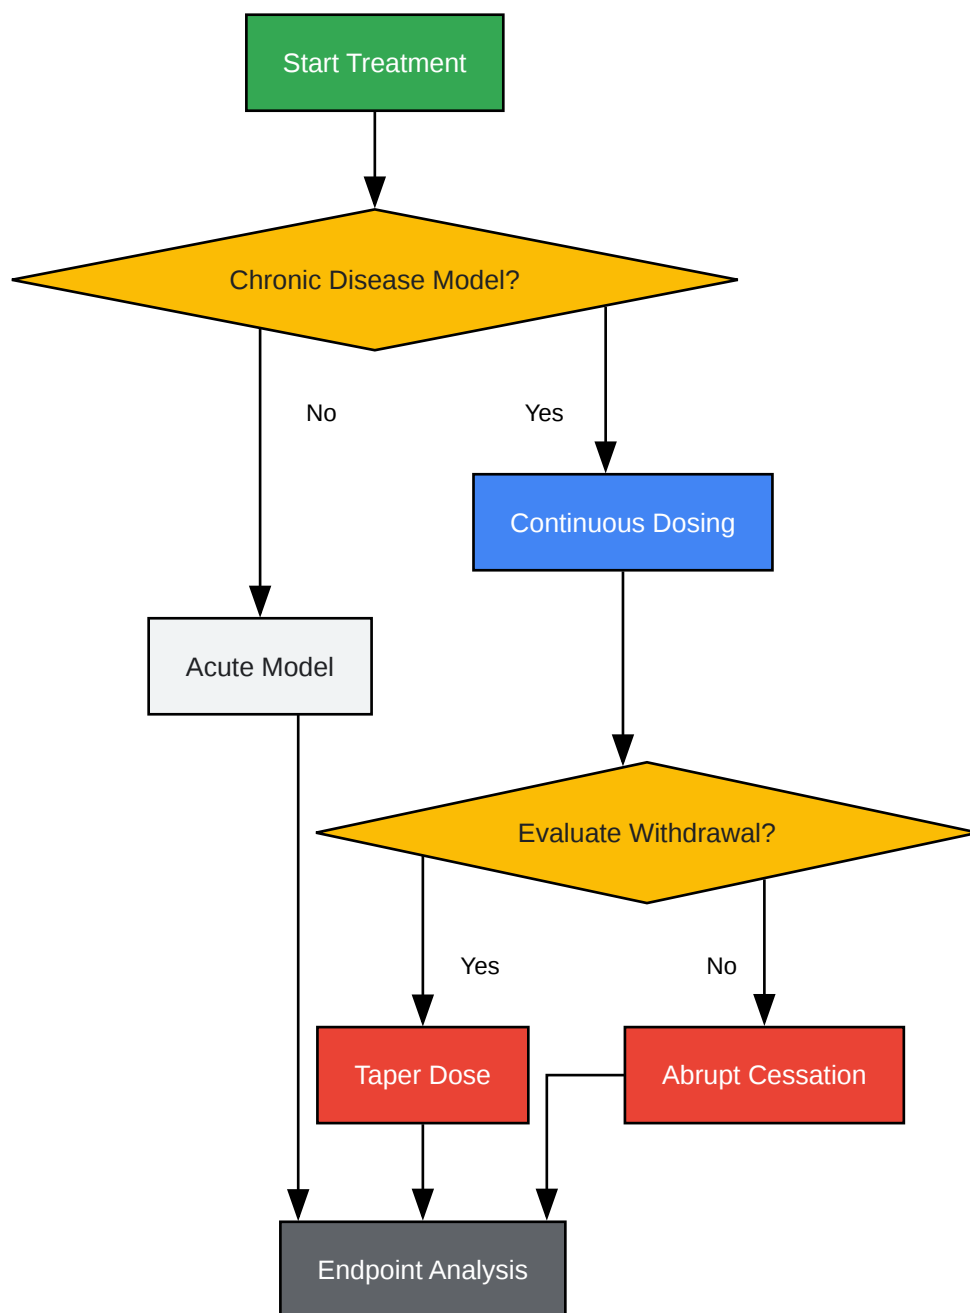 Start Treatment
Chronic Disease Model?
No
Yes
Continuous Dosing
Acute Model
Evaluate Withdrawal?
Yes
No
Taper Dose
Abrupt Cessation
Endpoint Analysis